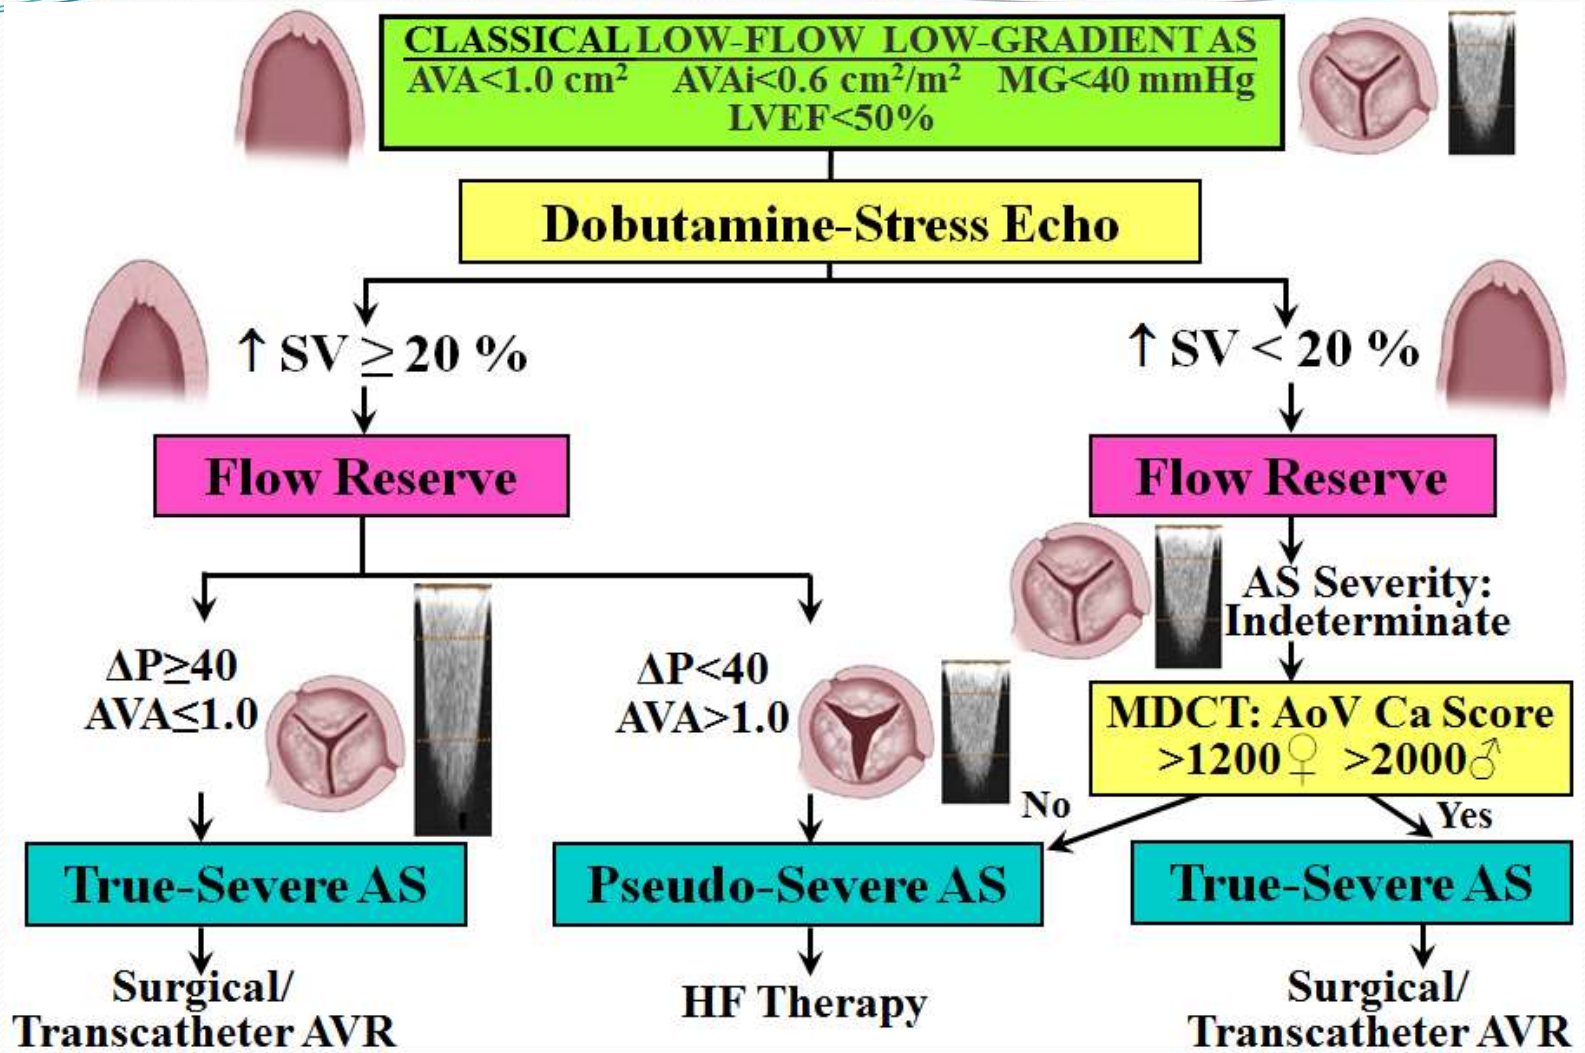 CLASSICAL LOW-FLOW LOW-GRADIENT AS
AVA<1.0 cm² AVAi<0.6 cm²/m² MG<40 mmHg
LVEF<50%
Dobutamine-Stress Echo
↑ SV ≥ 20 %
↑ SV < 20 %
Flow Reserve
Flow Reserve
AS Severity:
Indeterminate
ΔP≥40
AVA≤1.0
ΔP<40
AVA>1.0
MDCT: AoV Ca Score
>1200♀ >2000♂
No
Yes
True-Severe AS
Pseudo-Severe AS
True-Severe AS
Surgical/
Transcatheter AVR
HF Therapy
Surgical/
Transcatheter AVR